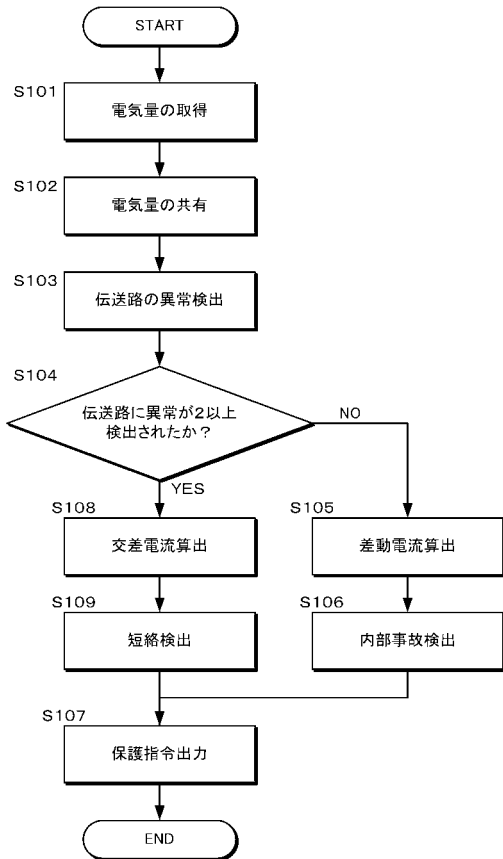 START
S101
電気量の取得
S102
電気量の共有
S103
伝送路の異常検出
S104
伝送路に異常が2以上
検出されたか？
NO
YES
S108
交差電流算出
S105
差動電流算出
S109
短絡検出
S106
内部事故検出
S107
保護指令出力
END